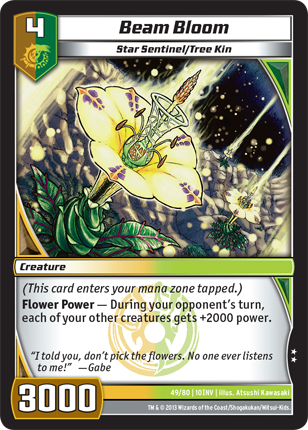 4
Beam Bloom
Star Sentinel/Tree Kin
Creature
(This card enters your mana zone tapped.)
Flower Power — During your opponent's turn,
each of your other creatures gets +2000 power.
"I told you, don't pick the flowers. No one ever listens
to me!" —Gabe
3000
49/80 | 10INV | illus. Atsushi Kawasaki
TM & © 2013 Wizards of the Coast/Shogakukan/Mitsui-Kids.